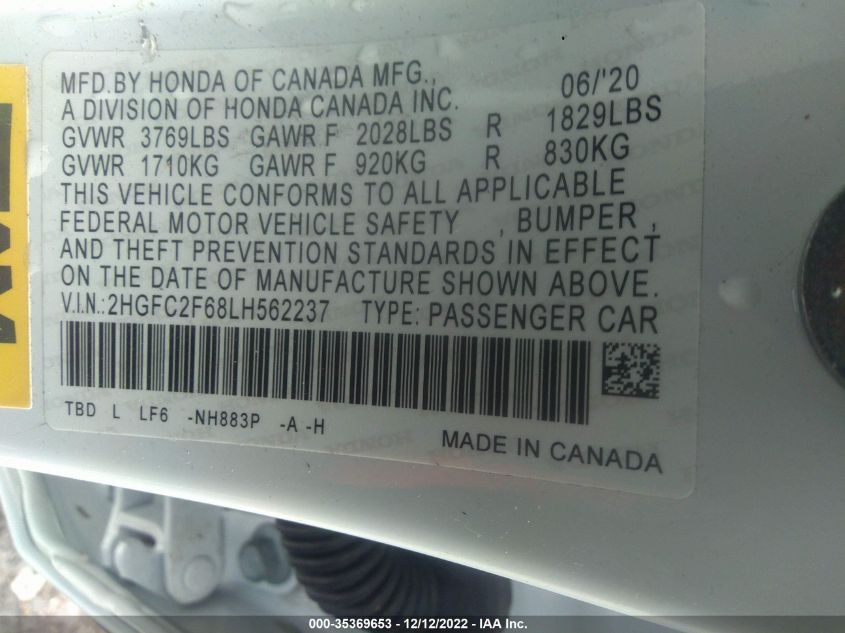 MFD.BY HONDA OF CANADA MFG., 06/'20
A DIVISION OF HONDA CANADA INC.
GVWR 3769LBS GAWR F 2028LBS R 1829LBS
GVWR 1710KG GAWR F 920KG R 830KG
THIS VEHICLE CONFORMS TO ALL APPLICABLE
FEDERAL MOTOR VEHICLE SAFETY , BUMPER ,
AND THEFT PREVENTION STANDARDS IN EFFECT
ON THE DATE OF MANUFACTURE SHOWN ABOVE.
V.I.N.:2HGFC2F68LH562237 TYPE: PASSENGER CAR
TBD L LF6 -NH883P -A -H
MADE IN CANADA
000-35369653 - 12/12/2022 - IAA Inc.